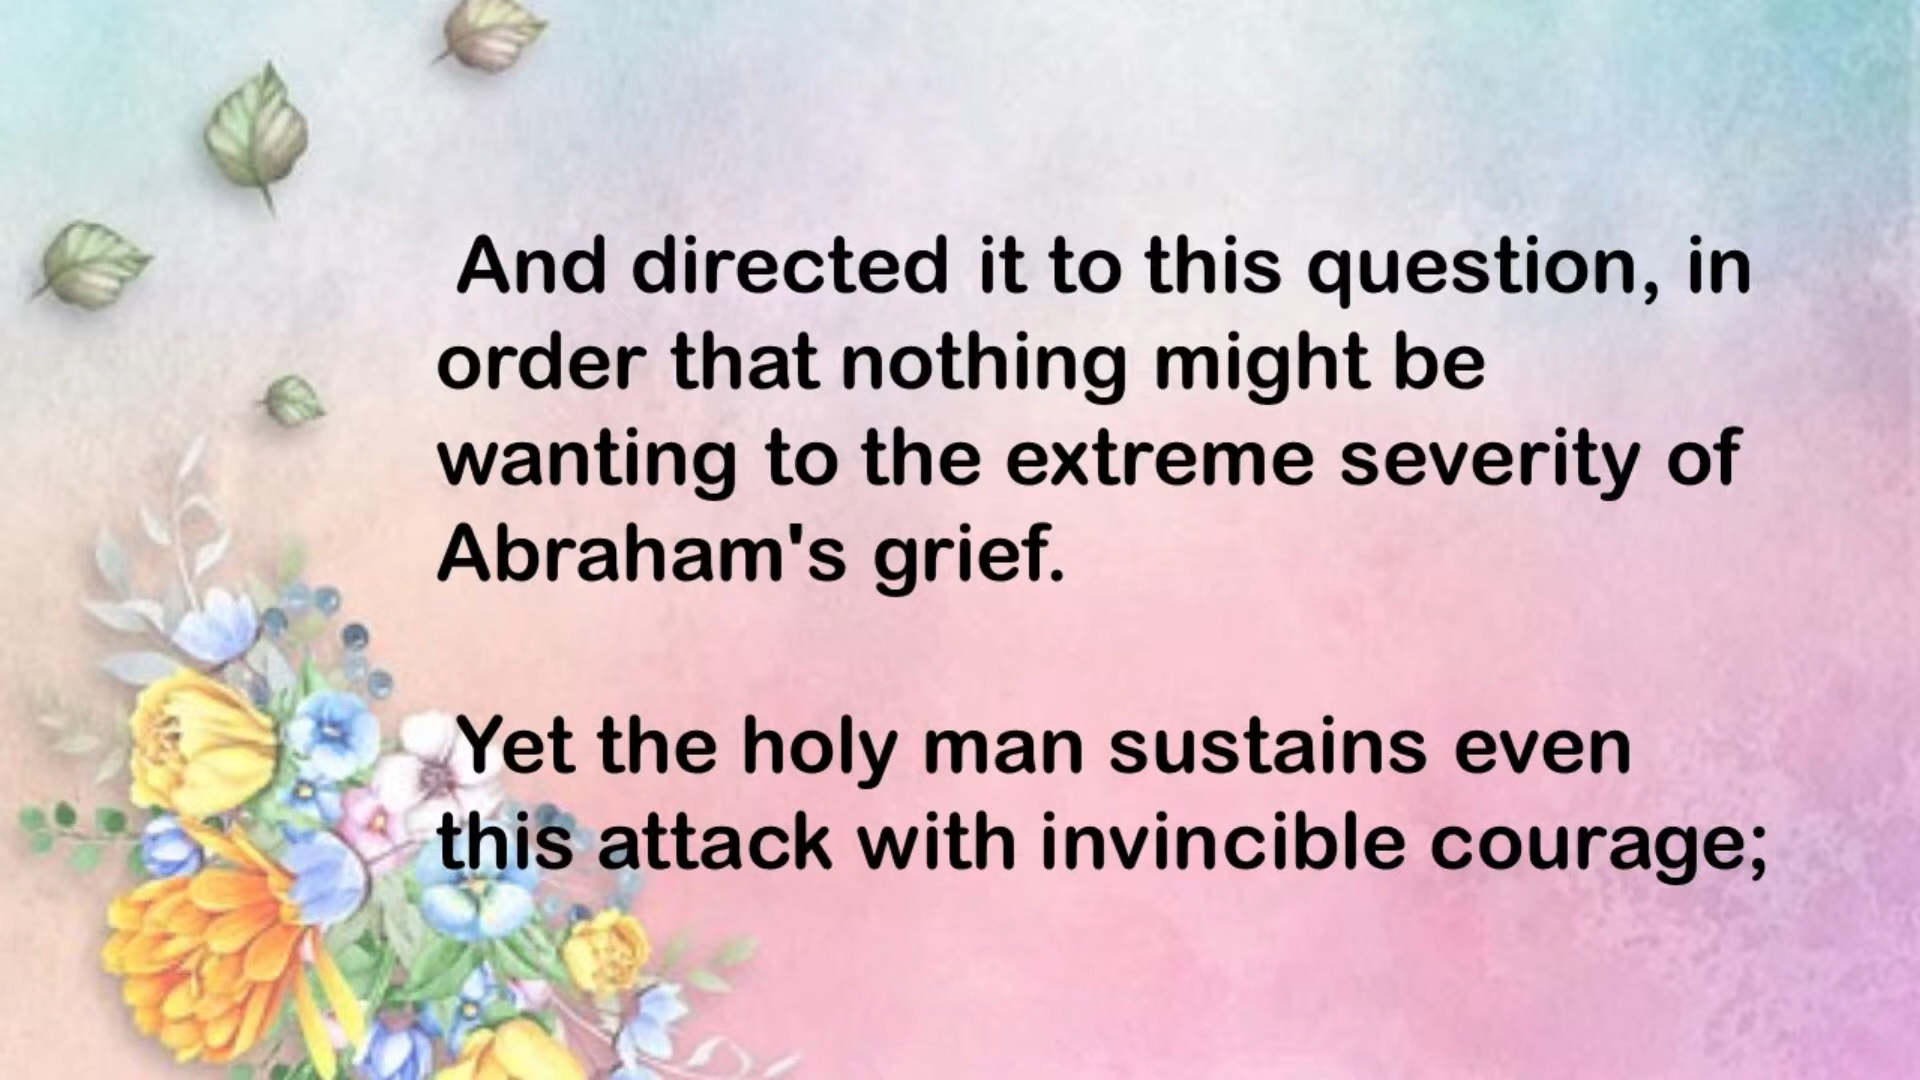 And directed it to this question, in
order that nothing might be
wanting to the extreme severity of
Abraham's grief.
Yet the holy man sustains even
this attack with invincible courage;